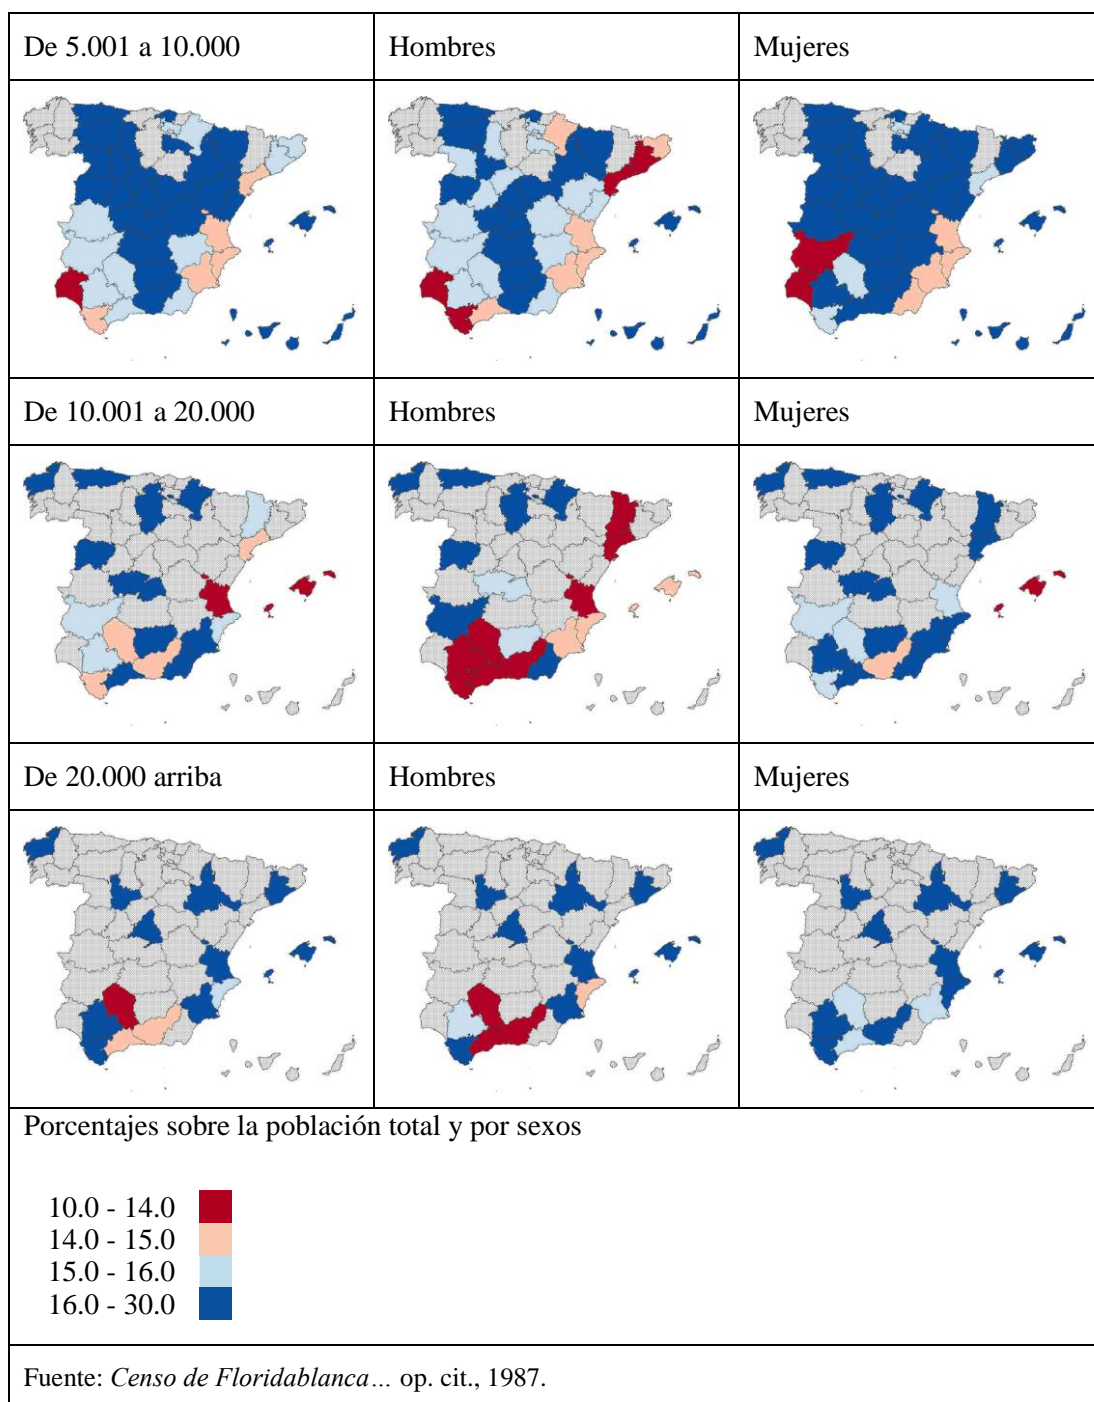 De 5.001 a 10.000
Hombres
Mujeres
De 10.001 a 20.000
Hombres
Mujeres
De 20.000 arriba
Hombres
Mujeres
Porcentajes sobre la población total y por sexos
10.0 - 14.0
14.0 - 15.0
15.0 - 16.0
16.0 - 30.0
Fuente: Censo de Floridablanca… op. cit., 1987.